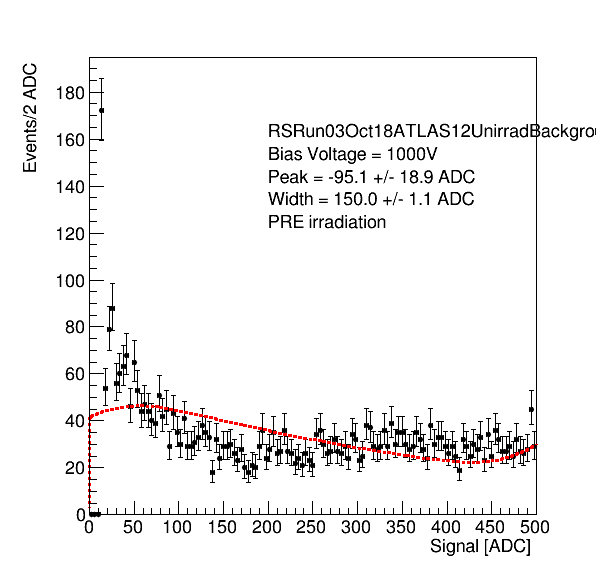 Events/2 ADC
180
160
140
120
100
80
60
40
20
0
RSRun03Oct18ATLAS12UnirradBackgrou
Bias Voltage = 1000V
Peak = -95.1 +/- 18.9 ADC
Width = 150.0 +/- 1.1 ADC
PRE irradiation
0 50 100 150 200 250 300 350 400 450 500
Signal [ADC]